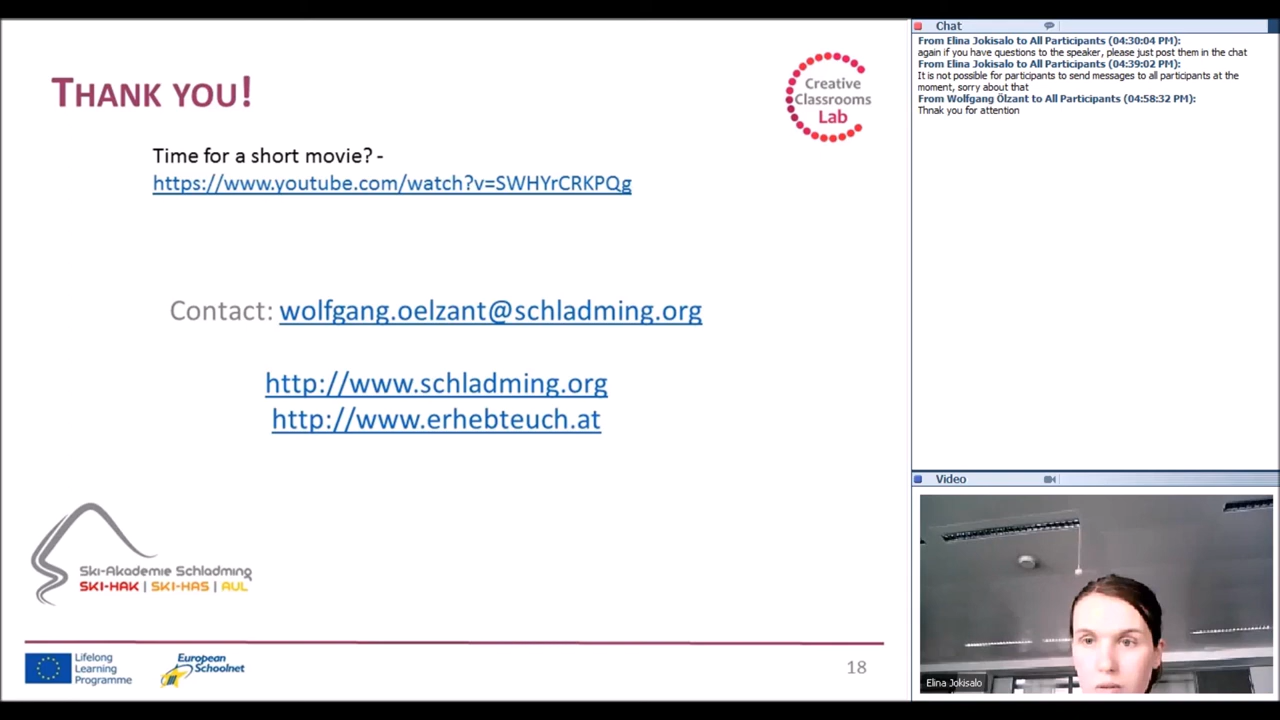 THANK YOU!
Creative
Classrooms
Lab
Time for a short movie? -
https://www.youtube.com/watch?v=SWHYrCRKPQg
Contact: wolfgang.oelzant@schladming.org
http://www.schladming.org
http://www.erhebteuch.at
Ski-Akademie Schladming
SKI-HAK | SKI-HAS | AUL
Lifelong
Learning
Programme
European
Schoolnet
18
Chat
From Elina Jokisalo to All Participants (04:30:04 PM):
again if you have questions to the speaker, please just post them in the chat
From Elina Jokisalo to All Participants (04:39:02 PM):
It is not possible for participants to send messages to all participants at the
moment, sorry about that
From Wolfgang Ölzant to All Participants (04:58:32 PM):
Thnak you for attention
Video
Elina Jokisalo